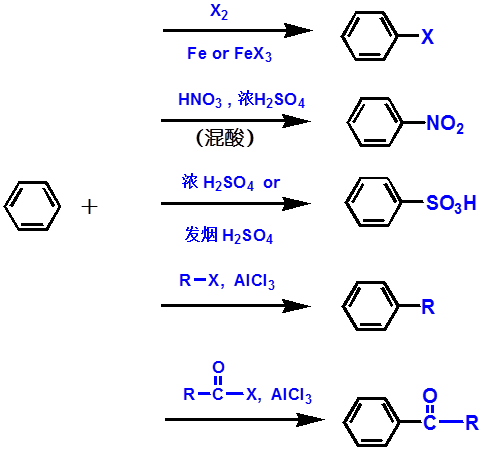 X2
Fe or FeX3
X
HNO3 , 浓H2SO4
(混酸)
NO2
+
浓 H2SO4 or
发烟 H2SO4
SO3H
R–X, AlCl3
R
O
R–C–X, AlCl3
O
C–R